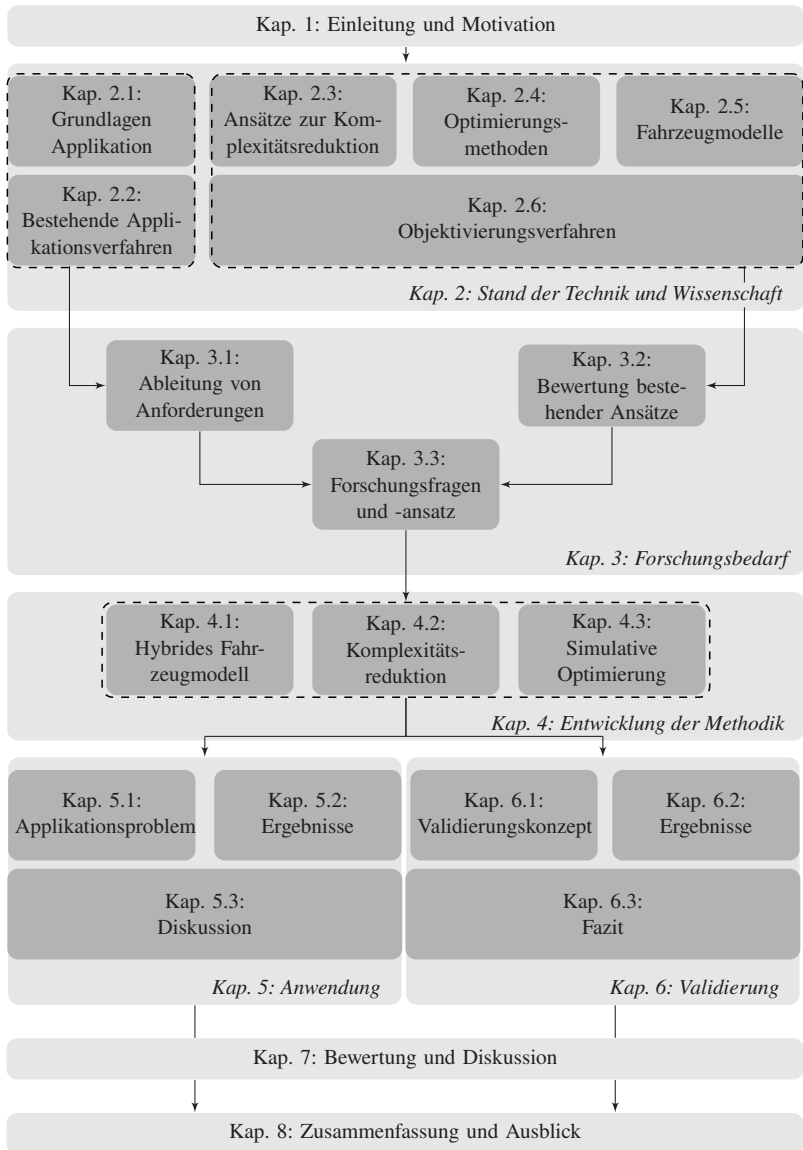 Kap. 1: Einleitung und Motivation
Kap. 2.1:
Grundlagen
Applikation
Kap. 2.3:
Ansätze zur Kom-
plexitätsreduktion
Kap. 2.4:
Optimierungs-
methoden
Kap. 2.5:
Fahrzeugmodelle
Kap. 2.2:
Bestehende Appli-
kationsverfahren
Kap. 2.6:
Objektivierungsverfahren
Kap. 2: Stand der Technik und Wissenschaft
Kap. 3.1:
Ableitung von
Anforderungen
Kap. 3.2:
Bewertung beste-
hender Ansätze
Kap. 3.3:
Forschungsfragen
und -ansatz
Kap. 3: Forschungsbedarf
Kap. 4.1:
Hybrides Fahr-
zeugmodell
Kap. 4.2:
Komplexitäts-
reduktion
Kap. 4.3:
Simulative
Optimierung
Kap. 4: Entwicklung der Methodik
Kap. 5.1:
Applikationsproblem
Kap. 5.2:
Ergebnisse
Kap. 5.3:
Diskussion
Kap. 5: Anwendung
Kap. 6.1:
Validierungskonzept
Kap. 6.2:
Ergebnisse
Kap. 6.3:
Fazit
Kap. 6: Validierung
Kap. 7: Bewertung und Diskussion
Kap. 8: Zusammenfassung und Ausblick